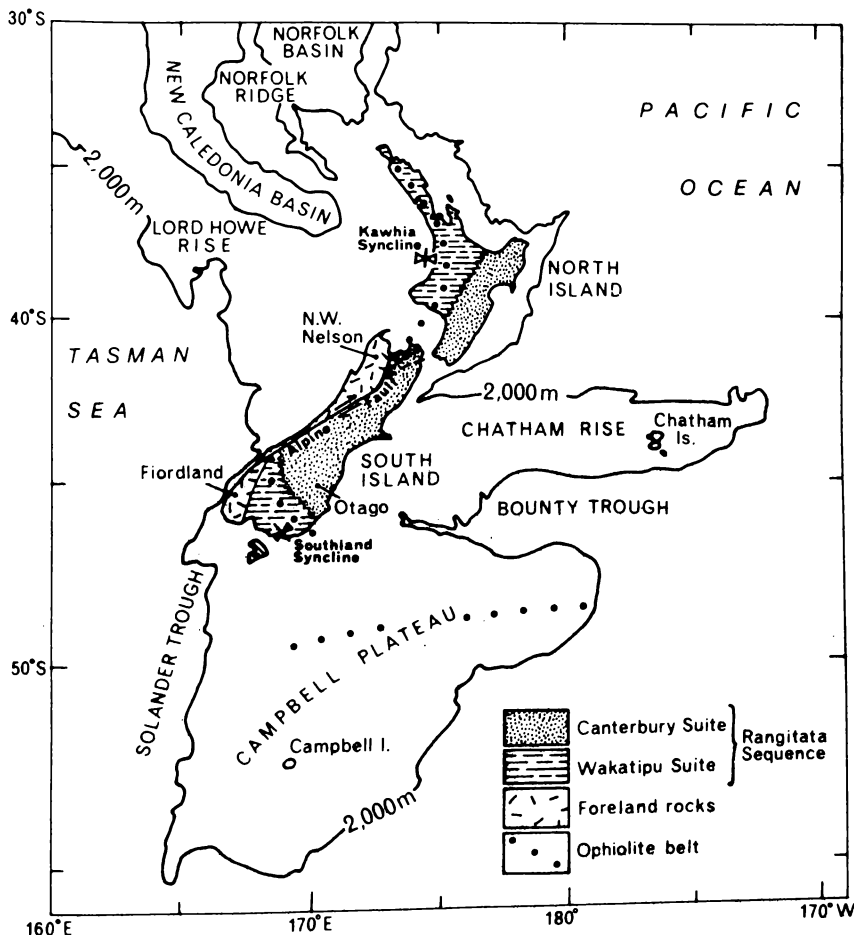 30°S
NORFOLK
BASIN
NORFOLK
RIDGE
NEW CALEDONIA BASIN
PACIFIC
OCEAN
2,000m
LORD HOWE
RISE
Kawhia
Syncline
NORTH
ISLAND
40°S
N.W.
Nelson
TASMAN
SEA
2,000m
Alpine Fault
CHATHAM RISE
Chatham
Is.
Fiordland
SOUTH
ISLAND
Otago
BOUNTY TROUGH
Southland
Syncline
SOLANDER TROUGH
CAMPBELL PLATEAU
50°S
Campbell I.
2,000m
Canterbury Suite
Wakatipu Suite
Rangitata
Sequence
Foreland rocks
Ophiolite belt
160°E
170°E
180°
170°W